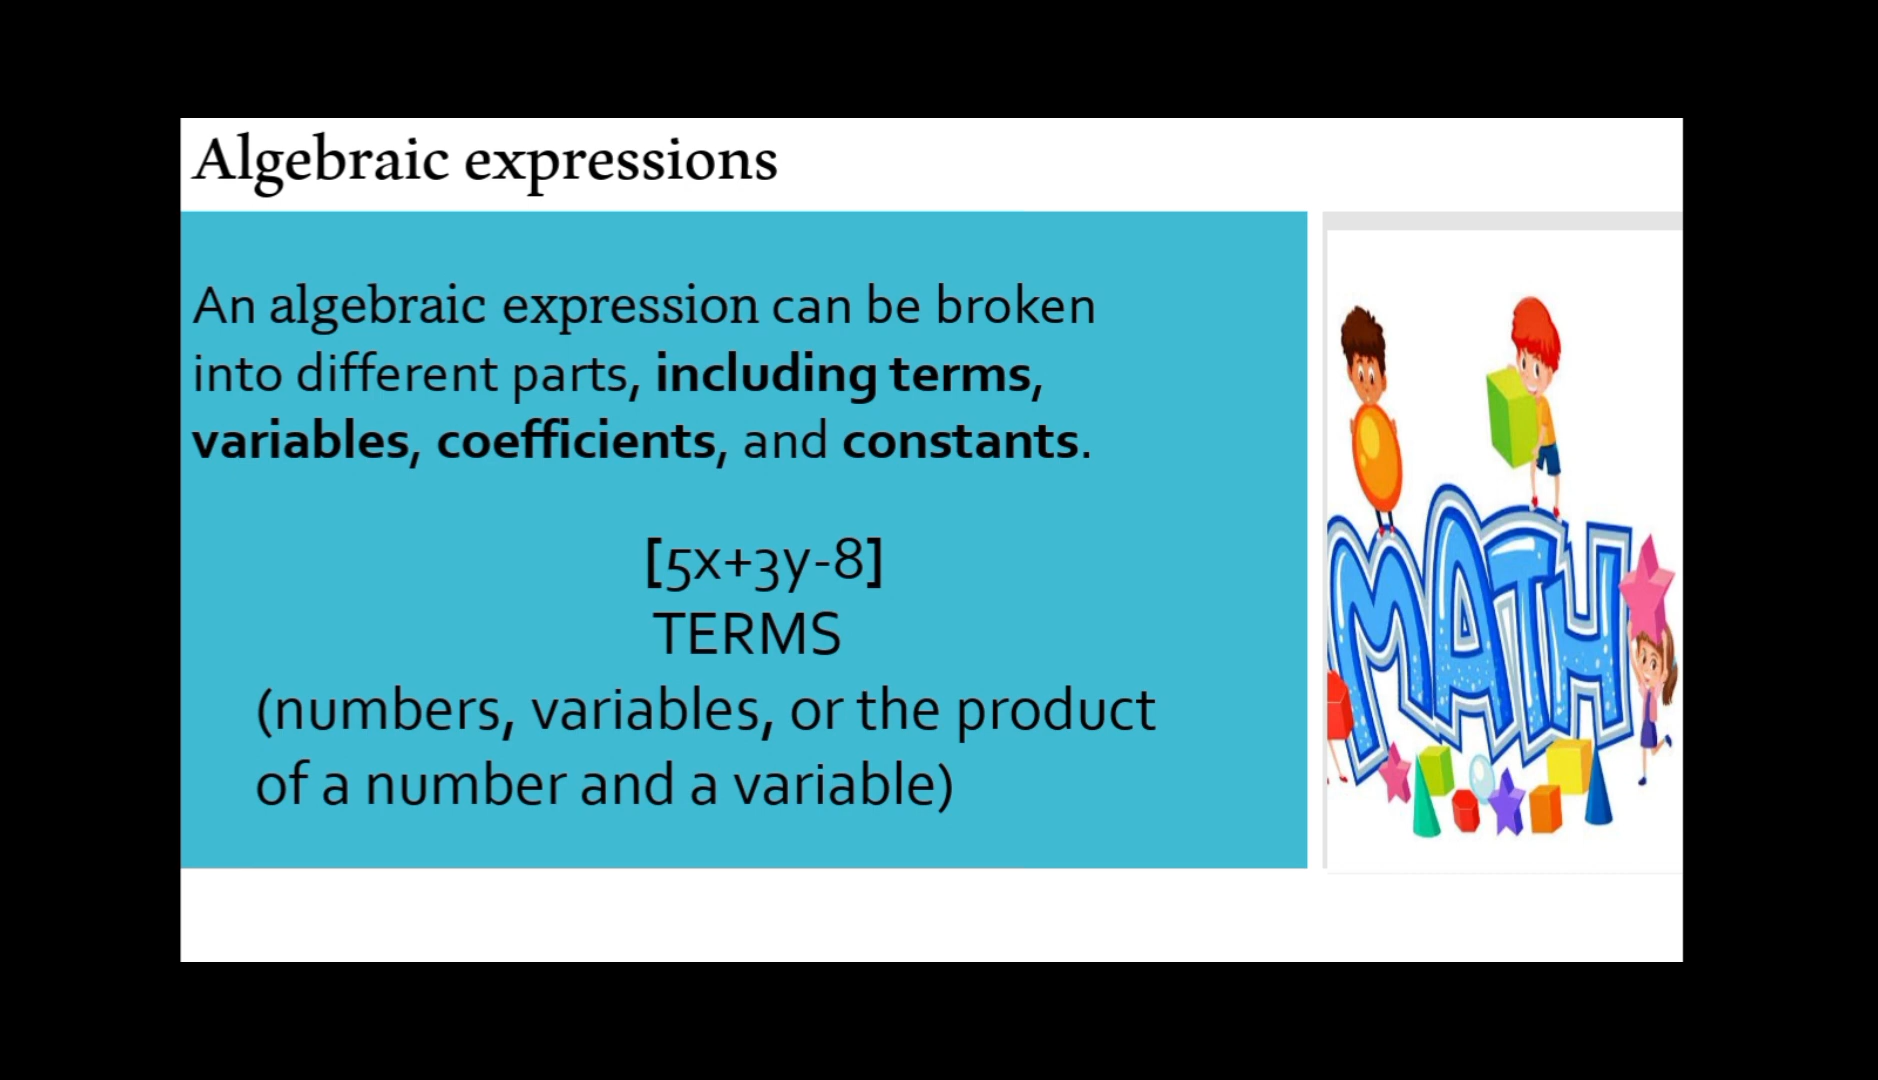 Algebraic expressions
An algebraic expression can be broken
into different parts, including terms,
variables, coefficients, and constants.
[5x+3y-8]
TERMS
(numbers, variables, or the product
of a number and a variable)
MATH